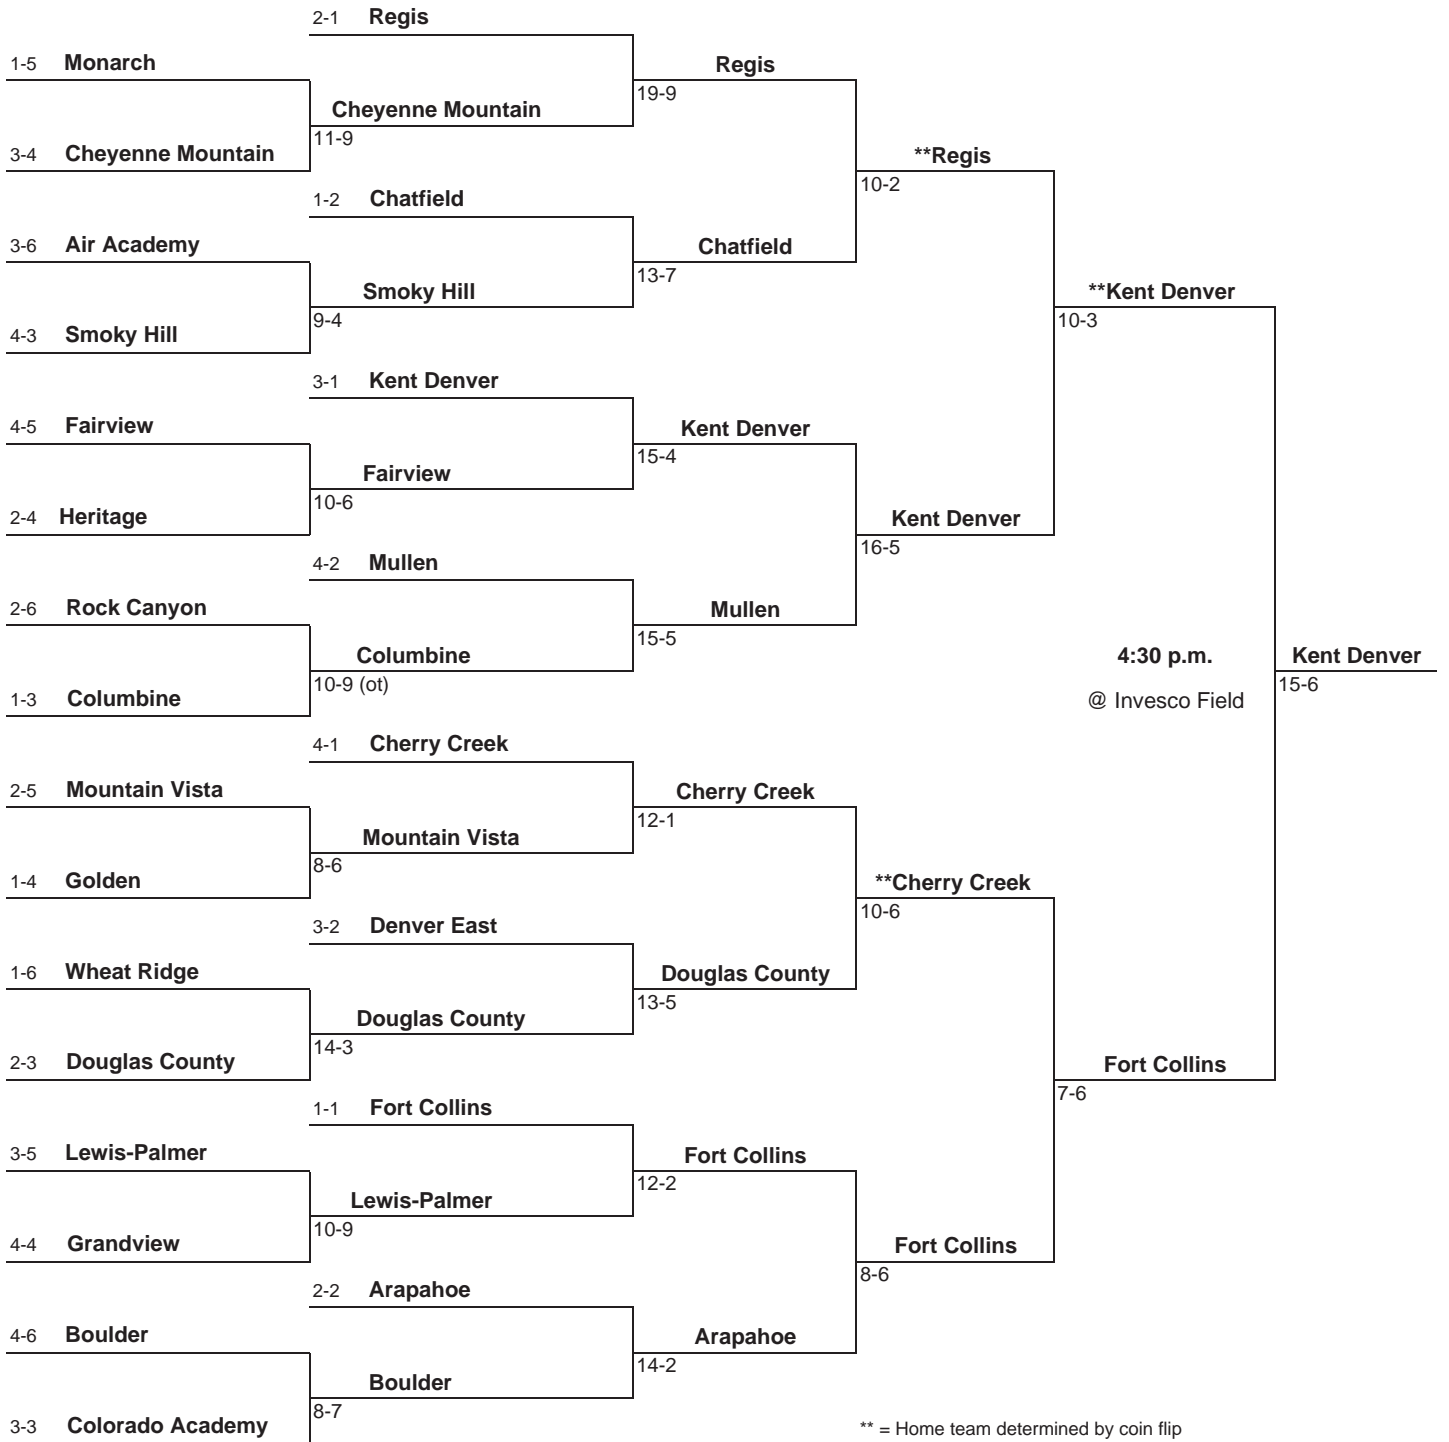 2-1 Regis
1-5 Monarch
Regis
19-9
Cheyenne Mountain
11-9
3-4 Cheyenne Mountain
**Regis
10-2
1-2 Chatfield
3-6 Air Academy
Chatfield
13-7
Smoky Hill
9-4
**Kent Denver
10-3
4-3 Smoky Hill
3-1 Kent Denver
4-5 Fairview
Kent Denver
15-4
Fairview
10-6
2-4 Heritage
Kent Denver
16-5
4-2 Mullen
2-6 Rock Canyon
Mullen
15-5
Columbine
10-9 (ot)
4:30 p.m.
Kent Denver
15-6
1-3 Columbine
@ Invesco Field
4-1 Cherry Creek
2-5 Mountain Vista
Cherry Creek
12-1
Mountain Vista
8-6
1-4 Golden
**Cherry Creek
10-6
3-2 Denver East
1-6 Wheat Ridge
Douglas County
13-5
Douglas County
14-3
2-3 Douglas County
Fort Collins
7-6
1-1 Fort Collins
3-5 Lewis-Palmer
Fort Collins
12-2
Lewis-Palmer
10-9
4-4 Grandview
Fort Collins
8-6
2-2 Arapahoe
4-6 Boulder
Arapahoe
14-2
Boulder
8-7
3-3 Colorado Academy
** = Home team determined by coin flip